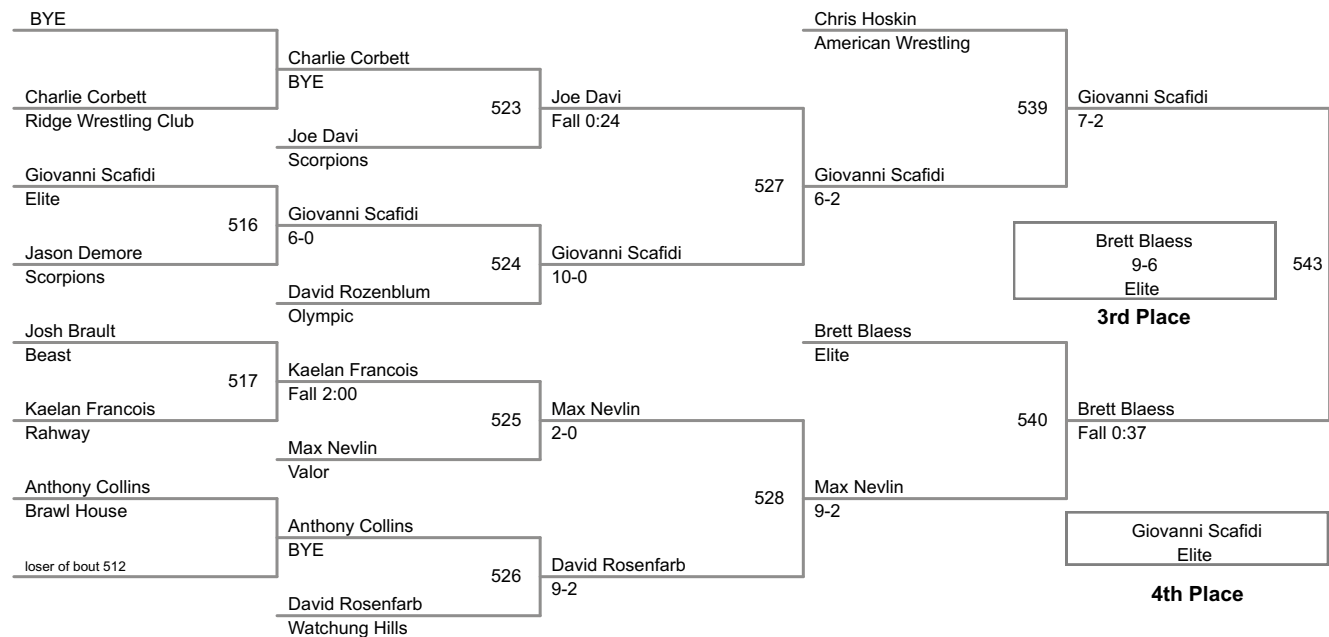 BYE
Charlie Corbett
Ridge Wrestling Club
Giovanni Scafidi
Elite
516
Jason Demore
Scorpions
Josh Brault
Beast
517
Kaelan Francois
Rahway
Anthony Collins
Brawl House
loser of bout 512
Charlie Corbett
BYE
523
Joe Davi
Scorpions
Giovanni Scafidi
6-0
524
David Rozenblum
Olympic
Kaelan Francois
Fall 2:00
525
Max Nevlin
Valor
Anthony Collins
BYE
526
David Rosenfarb
Watchung Hills
Joe Davi
Fall 0:24
527
Giovanni Scafidi
10-0
Max Nevlin
2-0
528
David Rosenfarb
9-2
Chris Hoskin
American Wrestling
539
Giovanni Scafidi
6-2
Brett Blaess
Elite
540
Max Nevlin
9-2
Giovanni Scafidi
7-2
Brett Blaess
9-6
Elite
543
3rd Place
Brett Blaess
Fall 0:37
Giovanni Scafidi
Elite
4th Place